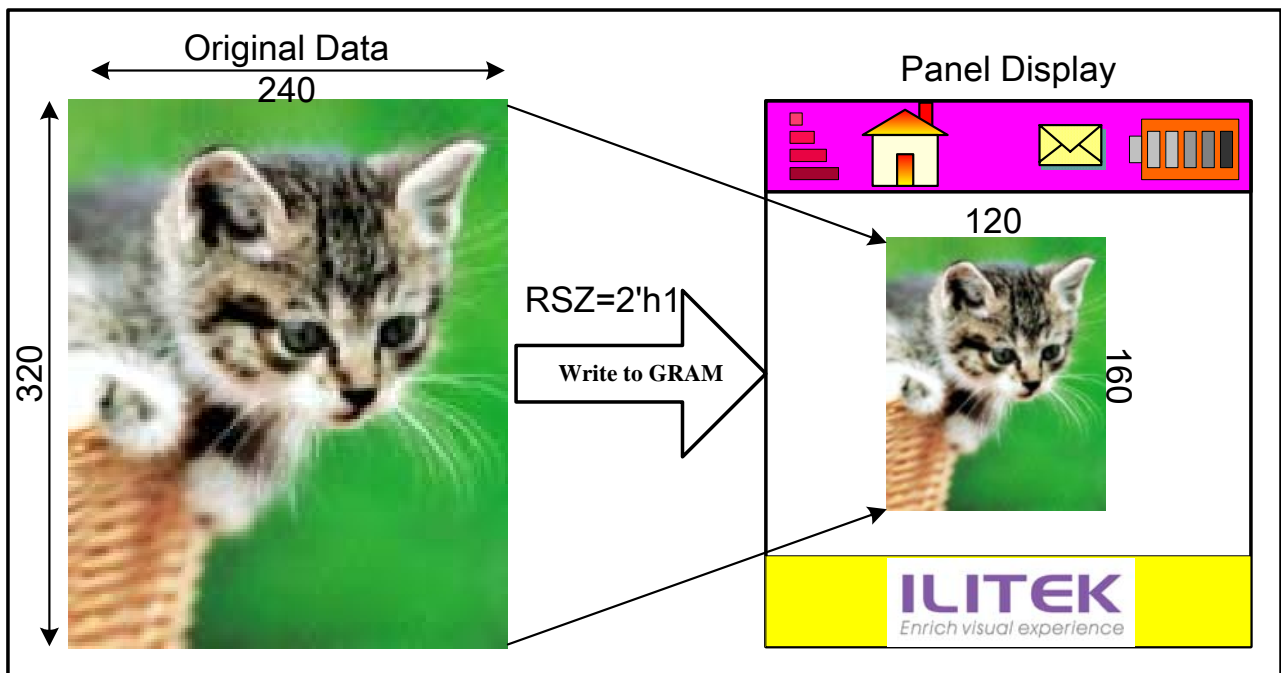 Original Data
240
320
RSZ=2'h1
Write to GRAM
Panel Display
120
160
ILITEK
Enrich visual experience